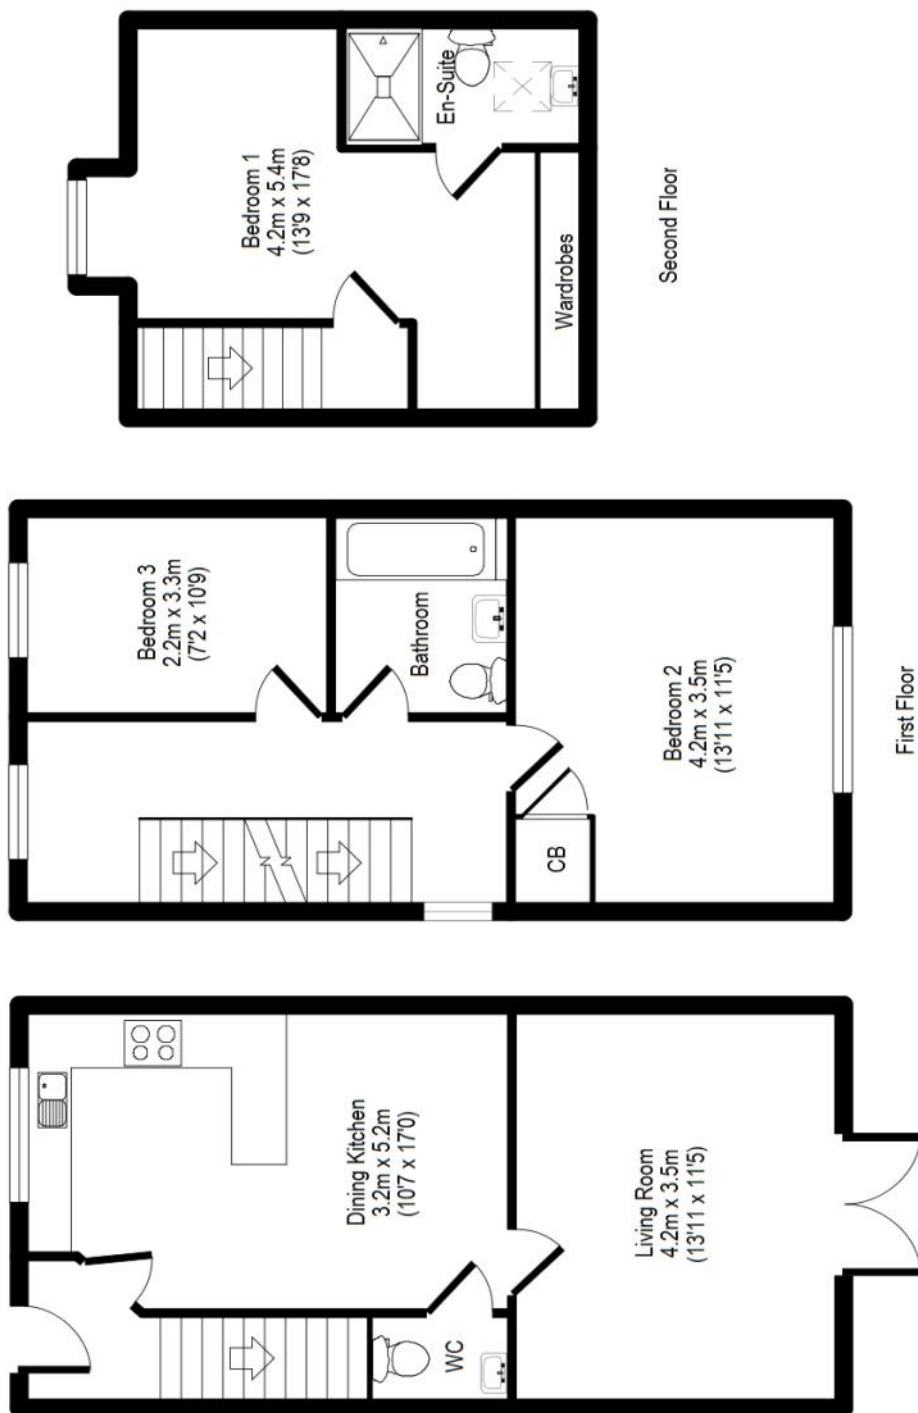 Dining Kitchen
3.2m x 5.2m
(10'7 x 17'0)
WC
Living Room
4.2m x 3.5m
(13'11 x 11'5)
Bedroom 3
2.2m x 3.3m
(7'2 x 10'9)
Bathroom
CB
Bedroom 2
4.2m x 3.5m
(13'11 x 11'5)
First Floor
Bedroom 1
4.2m x 5.4m
(13'9 x 17'8)
En-Suite
Wardrobes
Second Floor